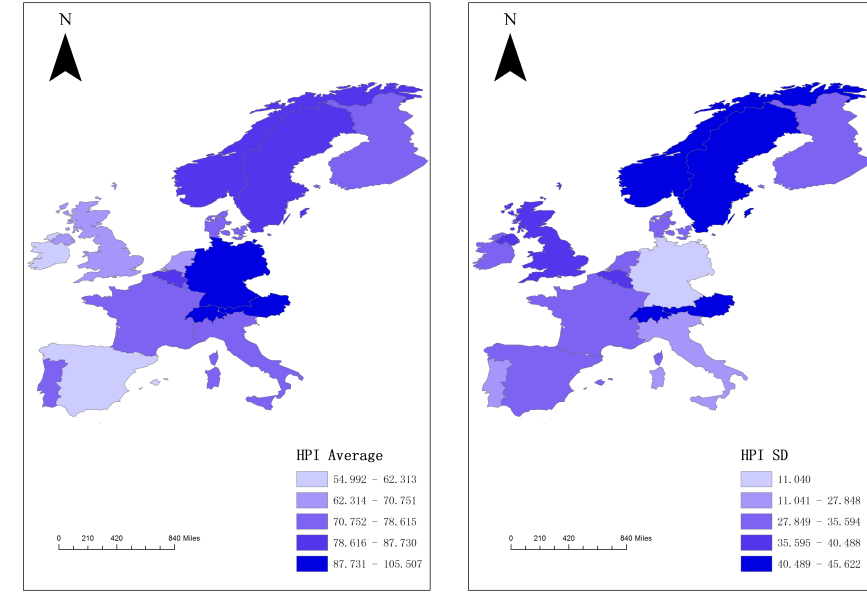 N
HPI Average
54.992 - 62.313
62.314 - 70.751
70.752 - 78.615
78.616 - 87.730
87.731 - 105.507
0 210 420 840 Miles
N
HPI SD
11.040
11.041 - 27.848
27.849 - 35.594
35.595 - 40.488
40.489 - 45.622
0 210 420 840 Miles